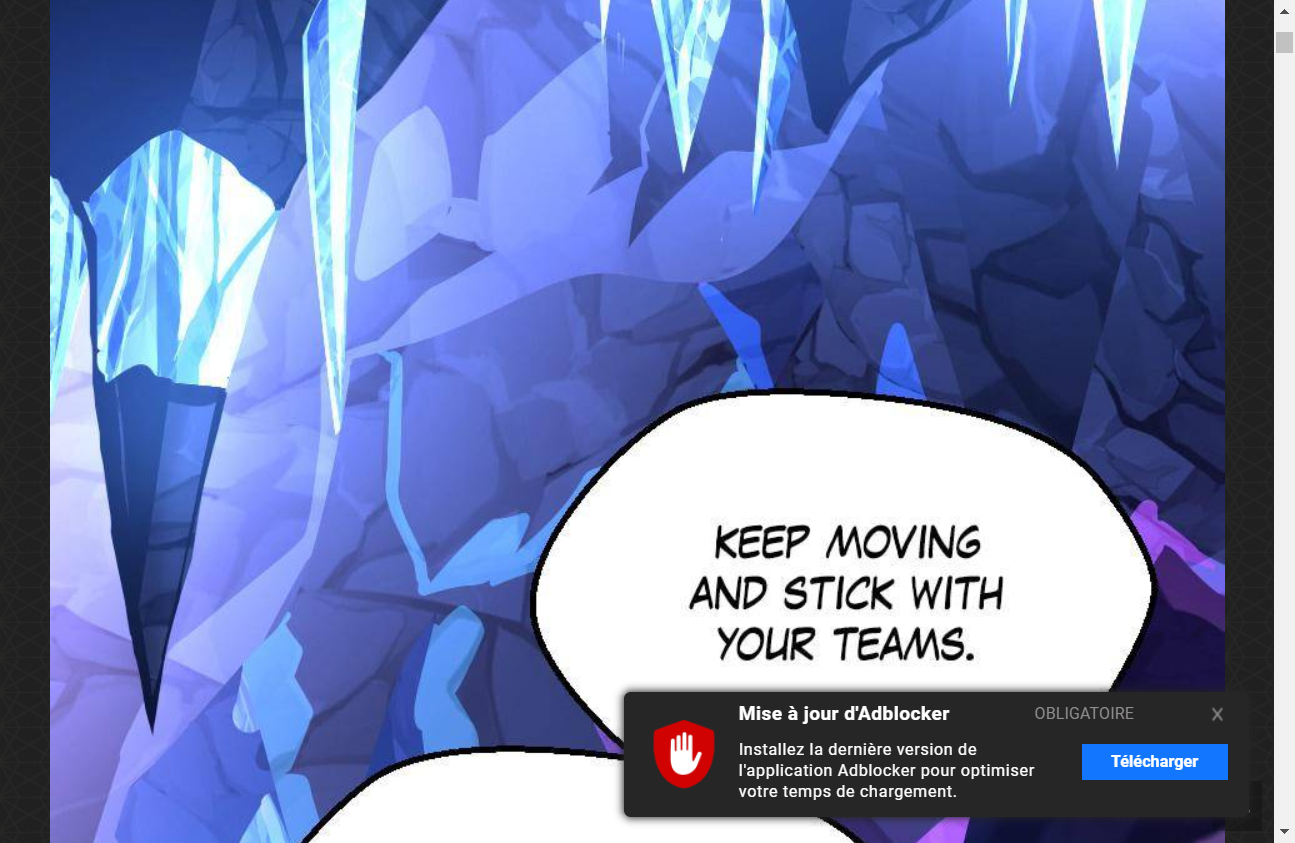 KEEP MOVING
AND STICK WITH
YOUR TEAMS.
Mise à jour d'Adblocker
OBLIGATOIRE
X
Installez la dernière version de
l'application Adblocker pour optimiser
votre temps de chargement.
Télécharger